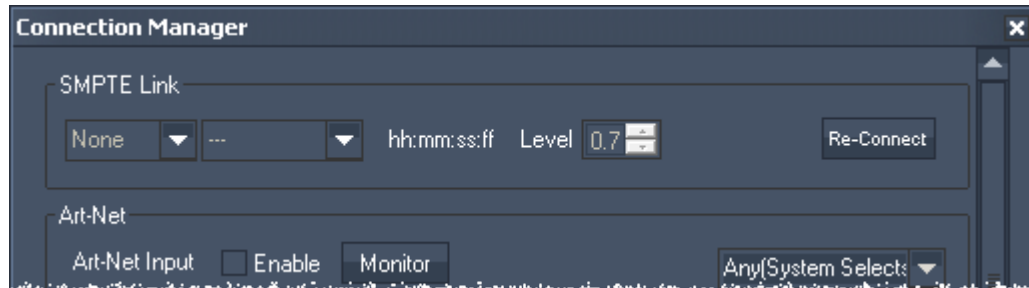 Connection Manager
SMPTE Link
None --- hh:mm:ss:ff Level 0.7 Re-Connect
Art-Net
Art-Net Input Enable Monitor Any(System Selects